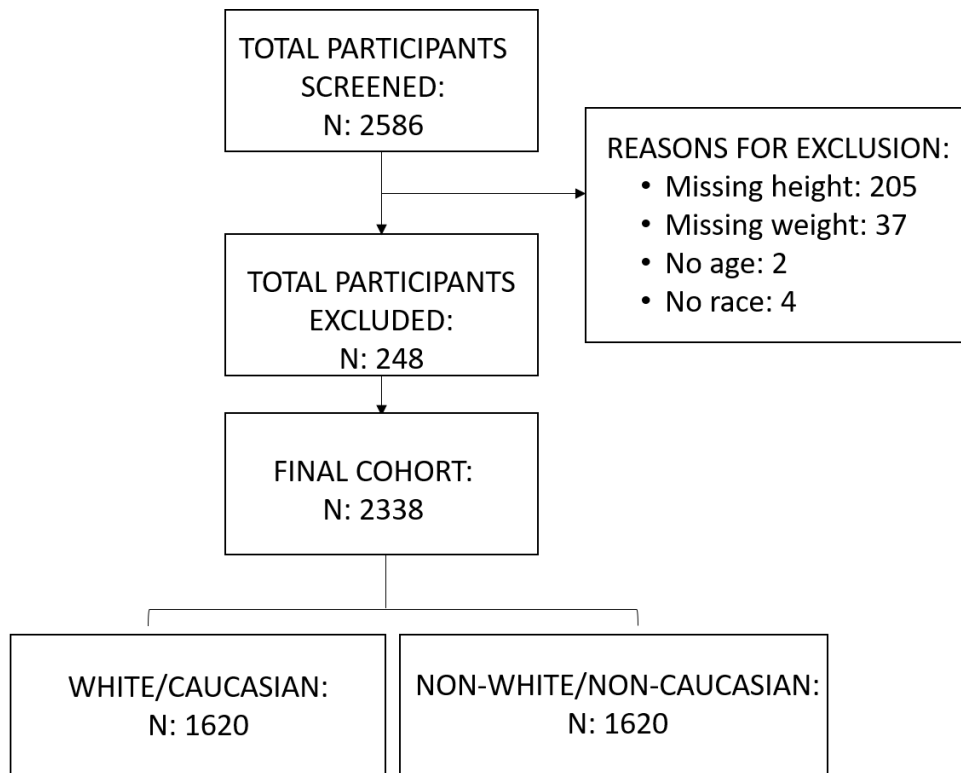 TOTAL PARTICIPANTS
SCREENED:
N: 2586
REASONS FOR EXCLUSION:
• Missing height: 205
• Missing weight: 37
• No age: 2
• No race: 4
TOTAL PARTICIPANTS
EXCLUDED:
N: 248
FINAL COHORT:
N: 2338
WHITE/CAUCASIAN:
N: 1620
NON-WHITE/NON-CAUCASIAN:
N: 1620